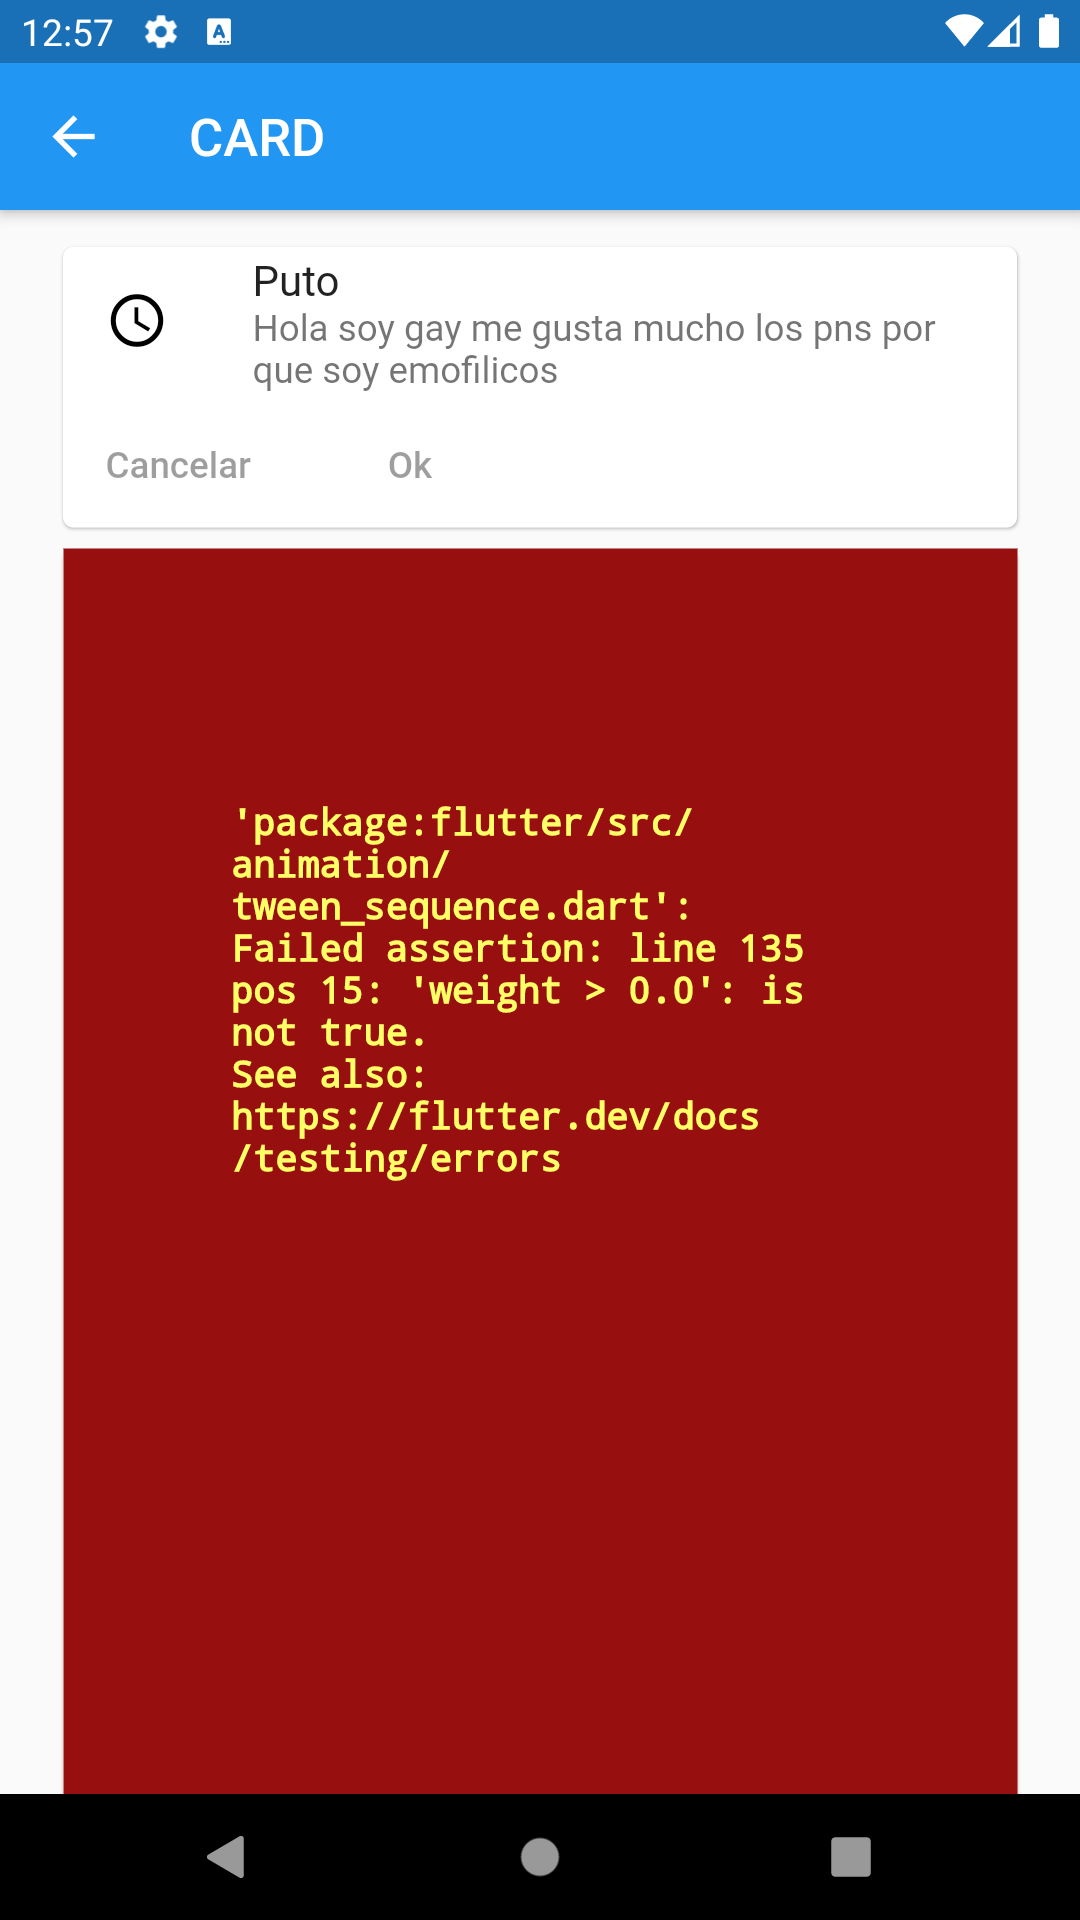 12:57
CARD
Puto
Hola soy gay me gusta mucho los pns por
que soy emofilicos
Cancelar Ok
'package:flutter/src/
animation/
tween_sequence.dart':
Failed assertion: line 135
pos 15: 'weight > 0.0': is
not true.
See also:
https://flutter.dev/docs
/testing/errors